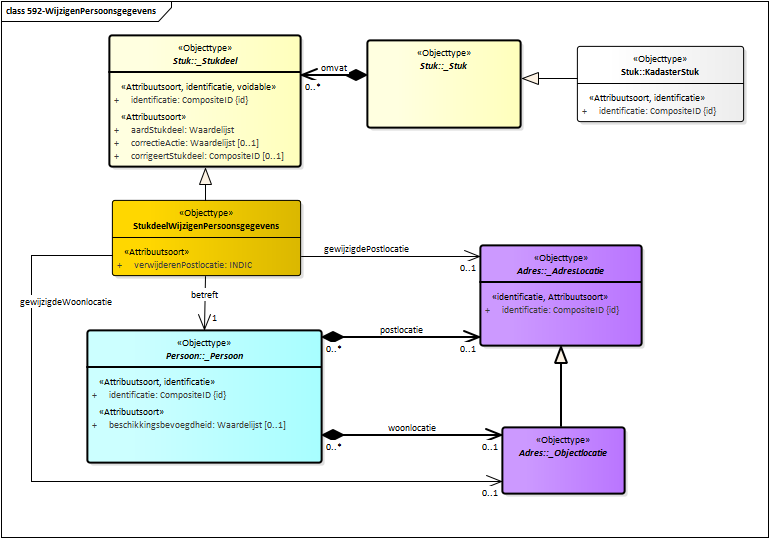 class 592-WijzigenPersoonsgegevens
«Objecttype»
Stuk::_Stukdeel
«Attribuutsoort, identificatie, voidable»
+ identificatie: CompositeID {id}
«Attribuutsoort»
+ aardStukdeel: Waardelijst
+ correctieActie: Waardelijst [0..1]
+ corrigeertStukdeel: CompositeID [0..1]
omvat
0..*
«Objecttype»
Stuk::_Stuk
«Objecttype»
Stuk::KadasterStuk
«Attribuutsoort, identificatie»
+ identificatie: CompositeID {id}
«Objecttype»
StukdeelWijzigenPersoonsgegevens
«Attribuutsoort»
+ verwijderenPostlocatie: INDIC
gewijzigdePostlocatie
0..1
gewijzigdeWoonlocatie
betreft
1
«Objecttype»
Adres::_AdresLocatie
«identificatie, Attribuutsoort»
+ identificatie: CompositeID {id}
«Objecttype»
Persoon::_Persoon
«Attribuutsoort, identificatie»
+ identificatie: CompositeID {id}
«Attribuutsoort»
+ beschikkingsbevoegdheid: Waardelijst [0..1]
postlocatie
0..*
0..1
woonlocatie
0..*
0..1
«Objecttype»
Adres::_Objectlocatie
0..1